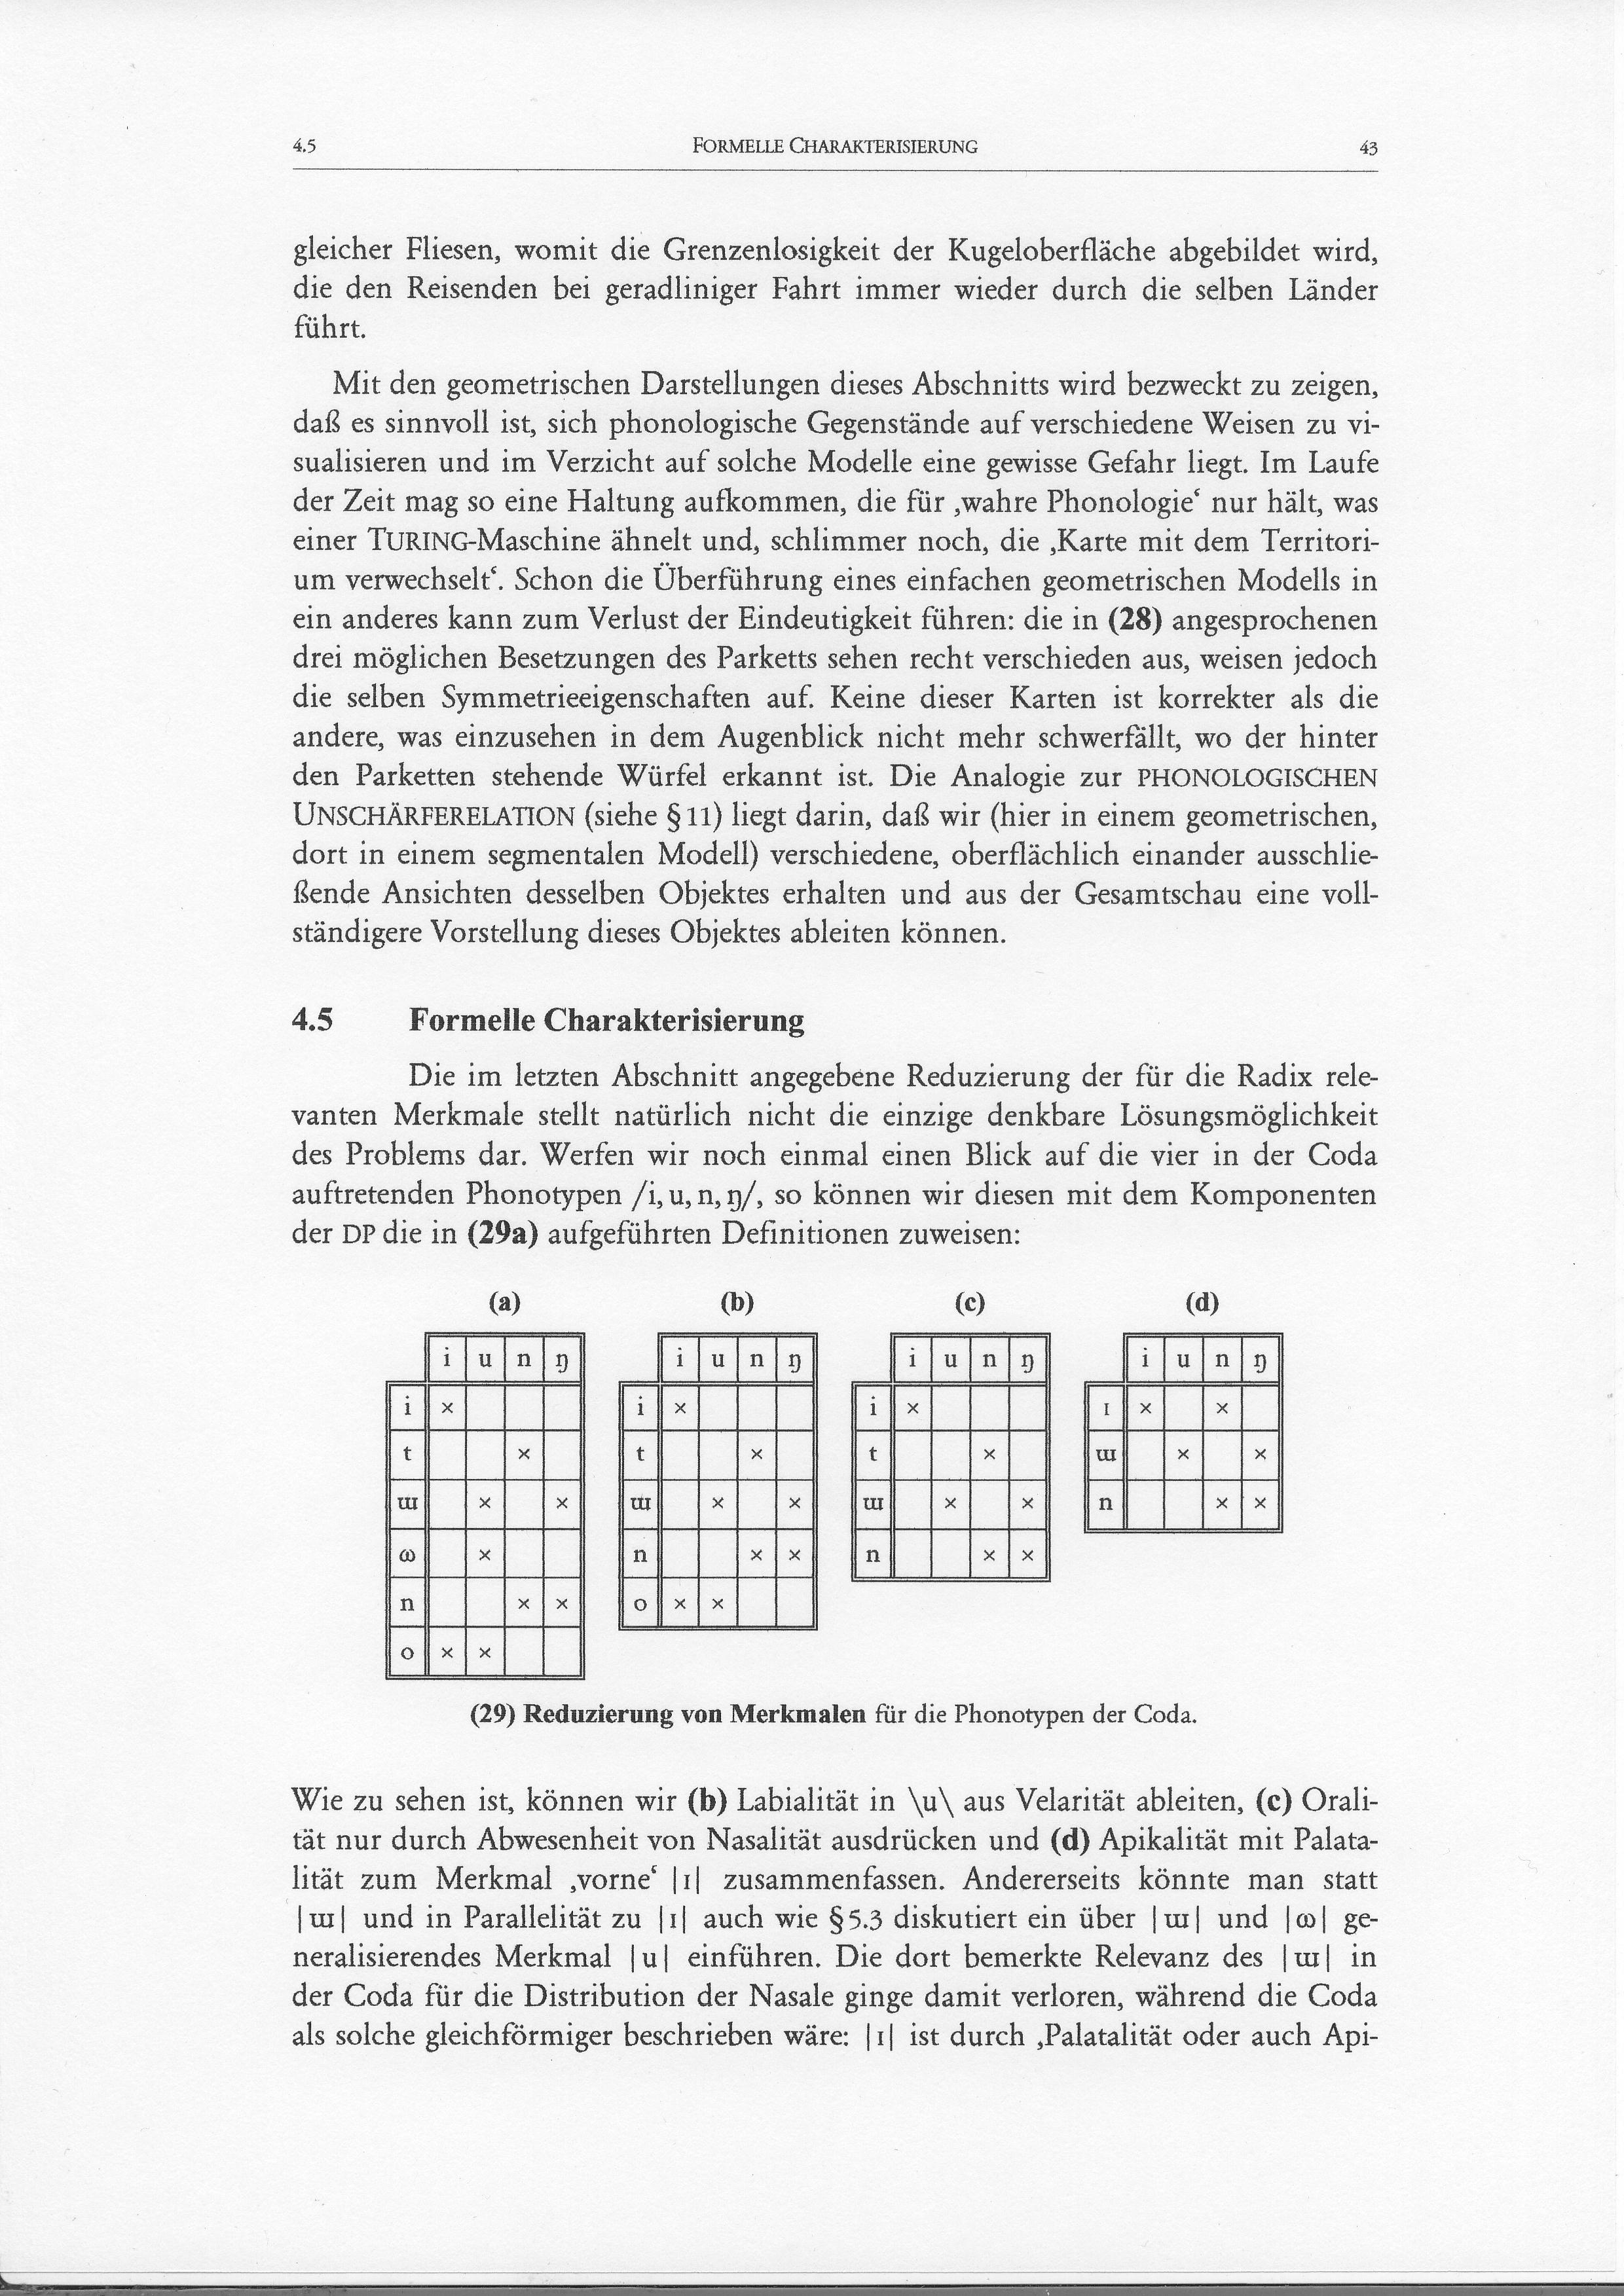 4.5 FORMELLE CHARAKTERISIERUNG 43
gleicher Fliesen, womit die Grenzenlosigkeit der Kugeloberfläche abgebildet wird,
die den Reisenden bei geradliniger Fahrt immer wieder durch die selben Länder
führt.
Mit den geometrischen Darstellungen dieses Abschnitts wird bezweckt zu zeigen,
daß es sinnvoll ist, sich phonologische Gegenstände auf verschiedene Weisen zu vi-
sualisieren und im Verzicht auf solche Modelle eine gewisse Gefahr liegt. Im Laufe
der Zeit mag so eine Haltung aufkommen, die für ‚wahre Phonologie‘ nur hält, was
einer TURING-Maschine ähnelt und, schlimmer noch, die ‚Karte mit dem Territori-
um verwechselt‘. Schon die Überführung eines einfachen geometrischen Modells in
ein anderes kann zum Verlust der Eindeutigkeit führen: die in (28) angesprochenen
drei möglichen Besetzungen des Parketts sehen recht verschieden aus, weisen jedoch
die selben Symmetrieeigenschaften auf. Keine dieser Karten ist korrekter als die
andere, was einzusehen in dem Augenblick nicht mehr schwerfällt, wo der hinter
den Parketten stehende Würfel erkannt ist. Die Analogie zur PHONOLOGISCHEN
UNSCHÄRFERELATION (siehe § 11) liegt darin, daß wir (hier in einem geometrischen,
dort in einem segmentalen Modell) verschiedene, oberflächlich einander ausschlie-
ßende Ansichten desselben Objektes erhalten und aus der Gesamtschau eine voll-
ständigere Vorstellung dieses Objektes ableiten können.
4.5 Formelle Charakterisierung
Die im letzten Abschnitt angegebene Reduzierung der für die Radix rele-
vanten Merkmale stellt natürlich nicht die einzige denkbare Lösungsmöglichkeit
des Problems dar. Werfen wir noch einmal einen Blick auf die vier in der Coda
auftretenden Phonotypen /i, u, n, ŋ/, so können wir diesen mit dem Komponenten
der DP die in (29a) aufgeführten Definitionen zuweisen:
(a) (b) (c) (d)
i u n ŋ i u n ŋ i u n ŋ i u n ŋ
i × i × i × ɪ × ×
t × t × t × ɯ × ×
ɯ × × ɯ × × ɯ × × n × ×
ꙍ × n × × n × ×
n × × o × ×
o × ×
(29) Reduzierung von Merkmalen für die Phonotypen der Coda.
Wie zu sehen ist, können wir (b) Labialität in \u\ aus Velarität ableiten, (c) Orali-
tät nur durch Abwesenheit von Nasalität ausdrücken und (d) Apikalität mit Palata-
lität zum Merkmal ‚vorne‘ |ɪ| zusammenfassen. Andererseits könnte man statt
|ɯ| und in Parallelität zu |ɪ| auch wie § 5.3 diskutiert ein über |ɯ| und |ꙍ| ge-
neralisierendes Merkmal |u| einführen. Die dort bemerkte Relevanz des |ɯ| in
der Coda für die Distribution der Nasale ginge damit verloren, während die Coda
als solche gleichförmiger beschrieben wäre: |ɪ| ist durch ‚Palatalität oder auch Api-